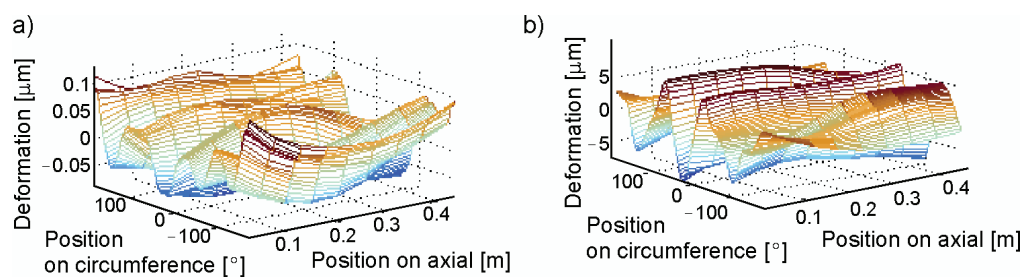 a)
Deformation [μm]
0.1
0.05
0
−0.05
100
0
−100
Position
on circumference [°]
0.1
0.2
0.3
0.4
Position on axial [m]
b)
Deformation [μm]
5
0
−5
100
0
−100
Position
on circumference [°]
0.1
0.2
0.3
0.4
Position on axial [m]